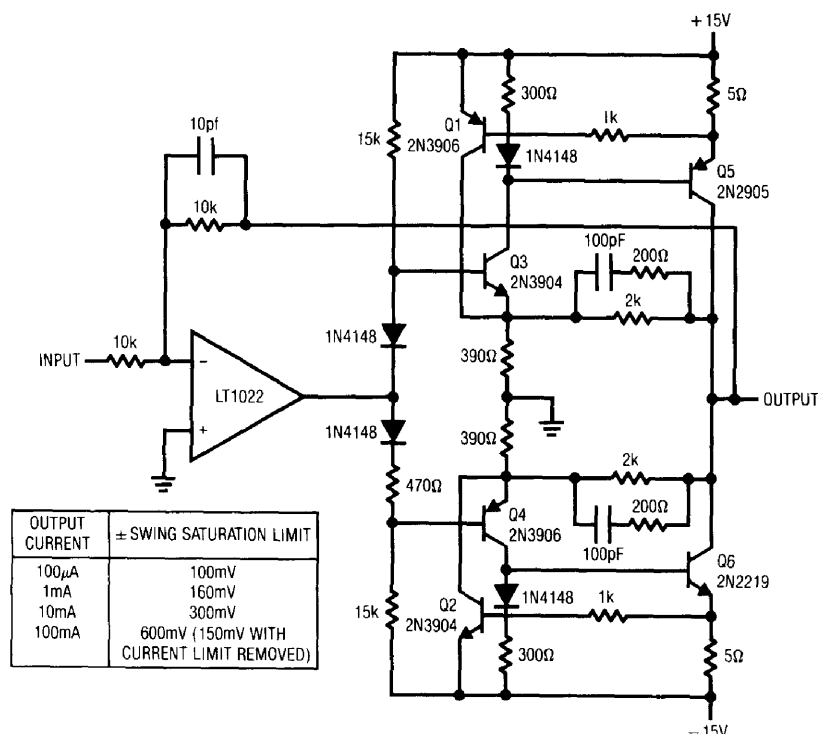 +15V
300Ω
5Ω
10pf
Q1
1k
15k
2N3906
1N4148
Q5
2N2905
10k
100pF
200Ω
Q3
2N3904
2k
1N4148
10k
390Ω
INPUT
−
LT1022
OUTPUT
+
1N4148
390Ω
2k
470Ω
200Ω
Q4
2N3906
100pF
Q6
2N2219
1N4148
1k
15k
Q2
2N3904
300Ω
5Ω
−15V
OUTPUT CURRENT
± SWING SATURATION LIMIT
100µA 100mV
1mA 160mV
10mA 300mV
100mA 600mV (150mV WITH
CURRENT LIMIT REMOVED)